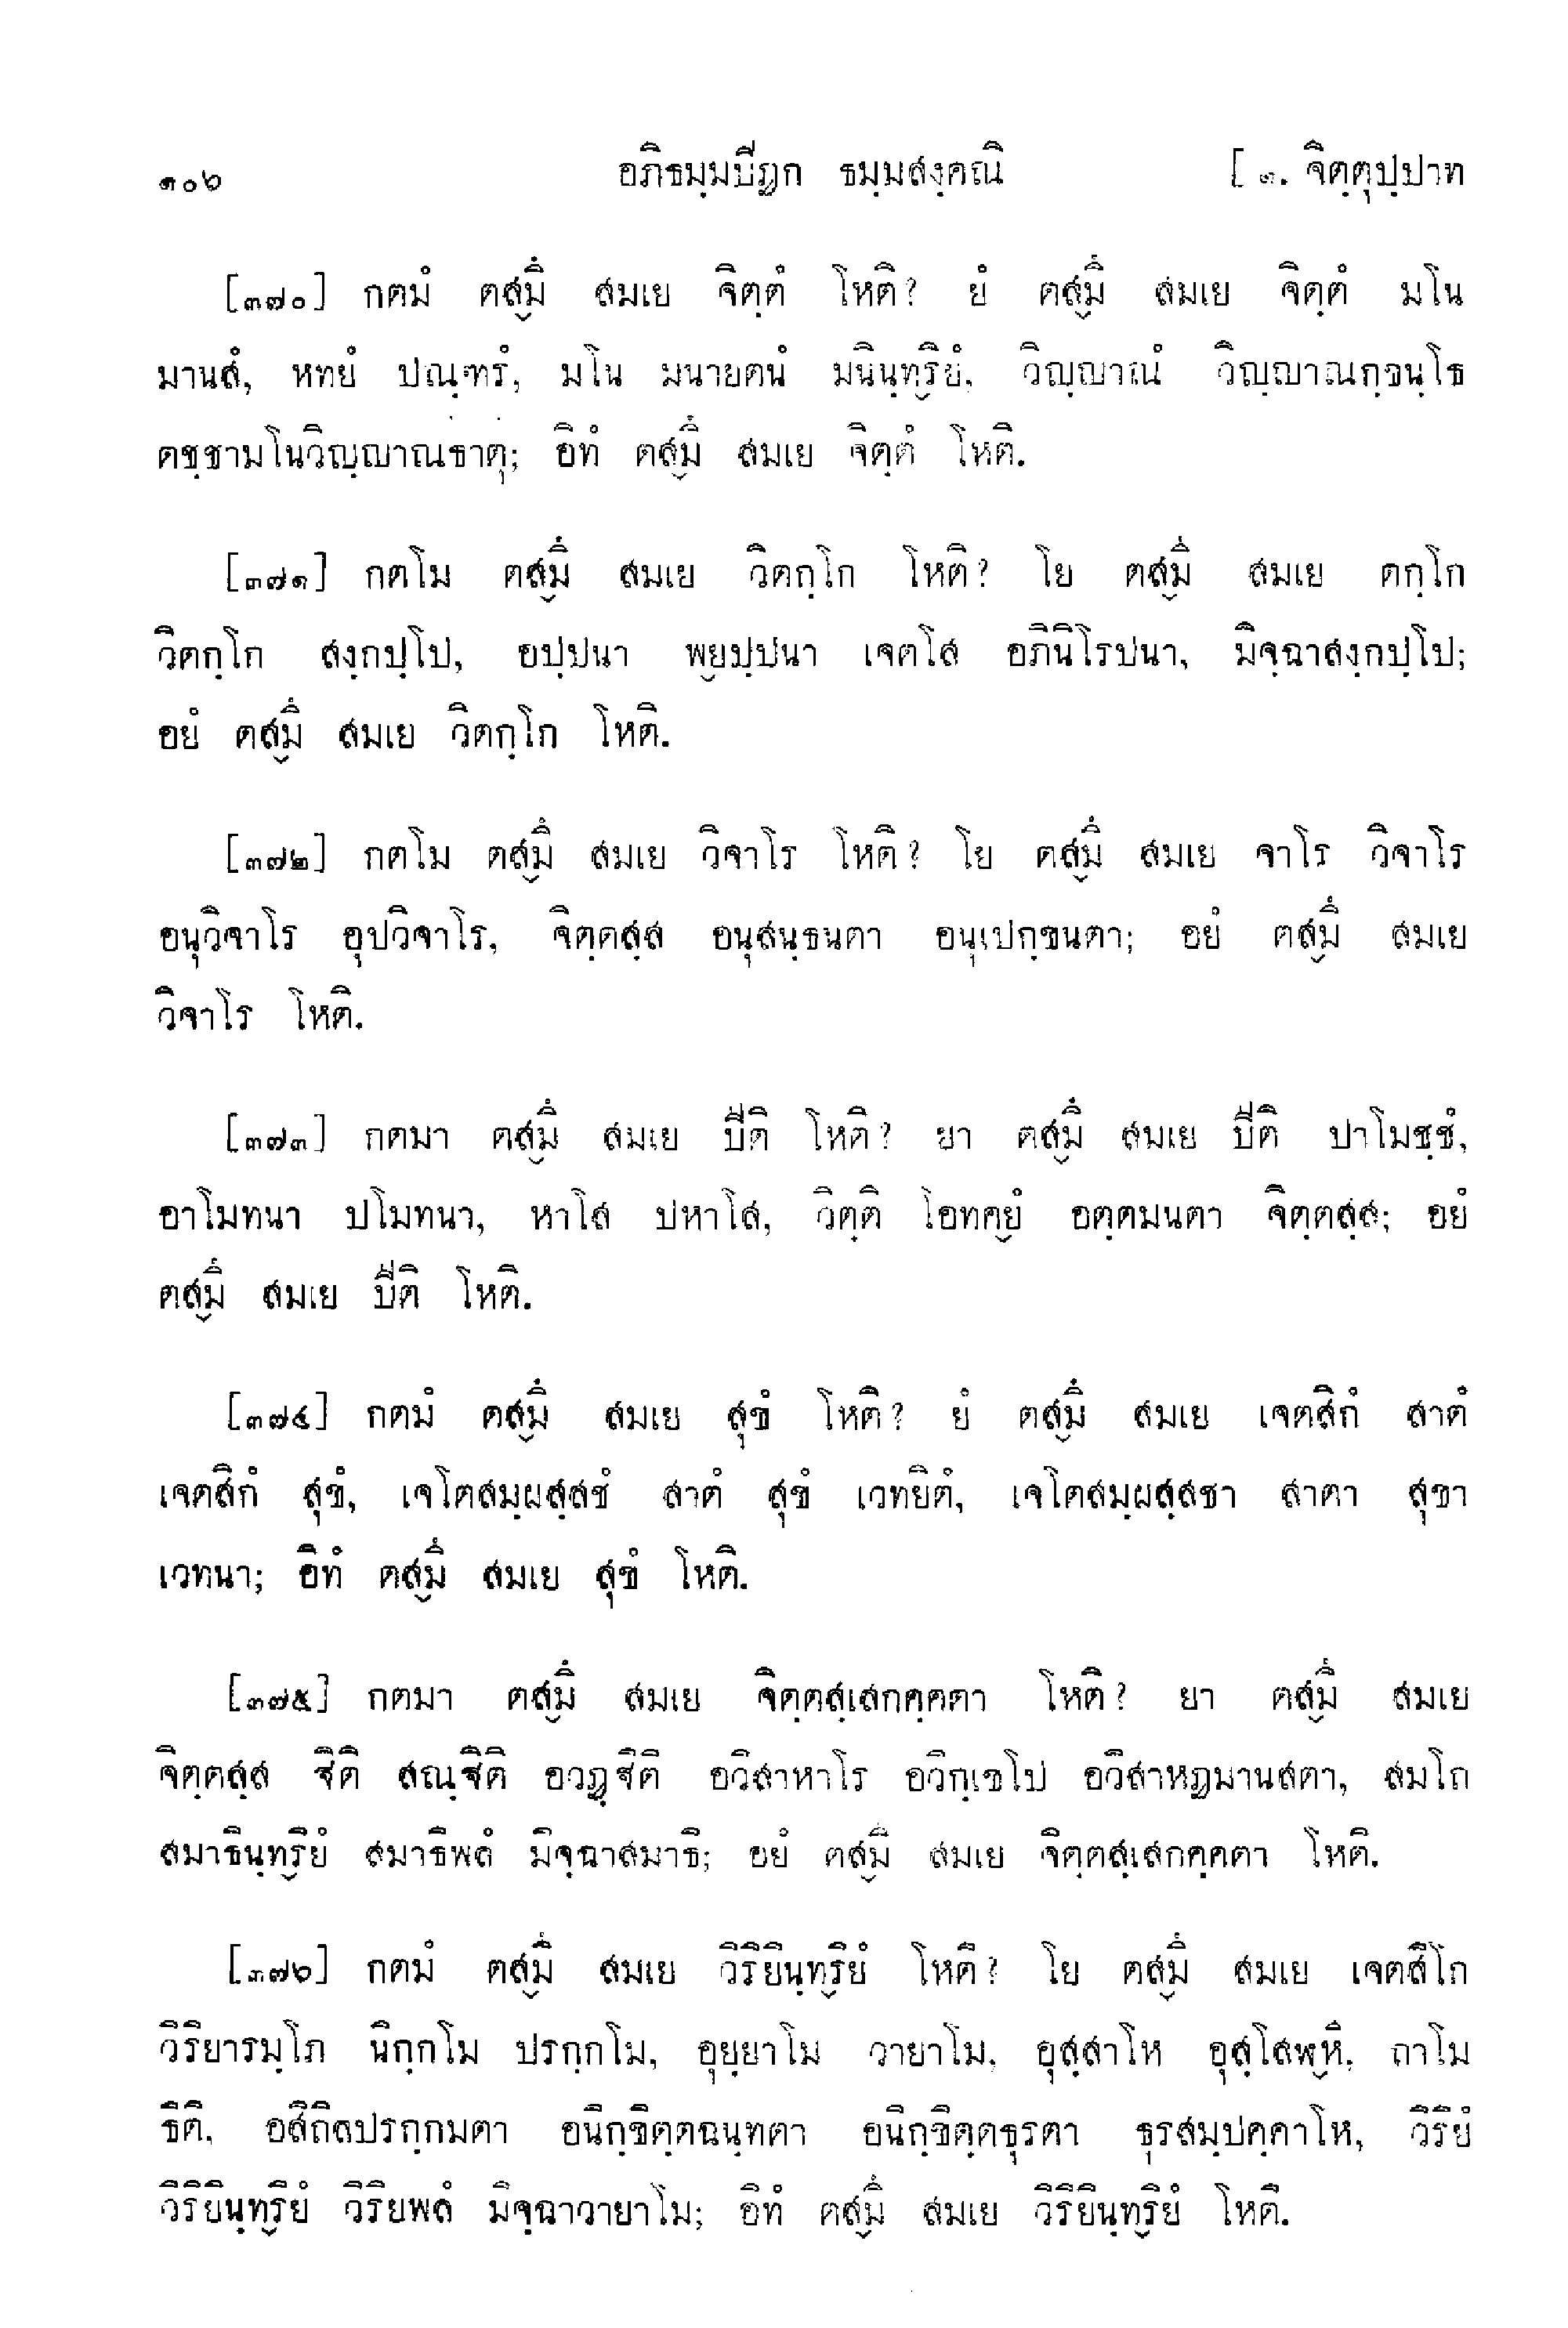 ๑๐๖ อภิธมฺมปีฏก ธมฺมสงฺคณิ [ ๓. จิตฺตุปฺปาท
[๓๗๐] กตมํ ตสฺมิํ สมเย จิตฺตํ โหติ? ยํ ตสฺมิํ สมเย จิตฺตํ มโน
มานสํ, หทยํ ปณฺฑรํ, มโน มนายตนํ มนินฺทฺริยํ, วิญฺญาณํ วิญฺญาณกฺขนฺโธ
ตชฺชามโนวิญฺญาณธาตุ; อิทํ ตสฺมิํ สมเย จิตฺตํ โหติ.
[๓๗๑] กตโม ตสฺมิํ สมเย วิตกฺโก โหติ? โย ตสฺมิํ สมเย ตกฺโก
วิตกฺโก สงฺกปฺโป, อปฺปนา พฺยปฺปนา เจตโส อภินิโรปนา, มิจฺฉาสงฺกปฺโป;
อยํ ตสฺมิํ สมเย วิตกฺโก โหติ.
[๓๗๒] กตโม ตสฺมิํ สมเย วิจาโร โหติ? โย ตสฺมิํ สมเย จาโร วิจาโร
อนุวิจาโร อุปวิจาโร, จิตฺตสฺส อนุสนฺธนตา อนุเปกฺขนตา; อยํ ตสฺมิํ สมเย
วิจาโร โหติ.
[๓๗๓] กตมา ตสฺมิํ สมเย ปีติ โหติ? ยา ตสฺมิํ สมเย ปีติ ปาโมชฺชํ,
อาโมทนา ปโมทนา, หาโส ปหาโส, วิตฺติ โอทคฺยํ อตฺตมนตา จิตฺตสฺส; อยํ
ตสฺมิํ สมเย ปีติ โหติ.
[๓๗๔] กตมํ ตสฺมิํ สมเย สุขํ โหติ? ยํ ตสฺมิํ สมเย เจตสิกํ สาตํ
เจตสิกํ สุขํ, เจโตสมฺผสฺสชํ สาตํ สุขํ เวทยิตํ, เจโตสมฺผสฺสชา สาตา สุขา
เวทนา; อิทํ ตสฺมิํ สมเย สุขํ โหติ.
[๓๗๕] กตมา ตสฺมิํ สมเย จิตฺตสฺเสกคฺคตา โหติ? ยา ตสฺมิํ สมเย
จิตฺตสฺส ฐิติ สณฺฐิติ อวฏฺฐิติ อวิสาหาโร อวิกฺเขโป อวิสาหฏมานสตา, สมโถ
สมาธินฺทฺริยํ สมาธิพลํ มิจฺฉาสมาธิ; อยํ ตสฺมิํ สมเย จิตฺตสฺเสกคฺคตา โหติ.
[๓๗๖] กตมํ ตสฺมิํ สมเย วิริยินฺทฺริยํ โหติ? โย ตสฺมิํ สมเย เจตสิโก
วิริยารมฺโภ นิกฺกโม ปรกฺกโม, อุยฺยาโม วายาโม, อุสฺสาโห อุสฺโสฬฺหิ, ถาโม
ธิติ, อสิถิลปรกฺกมตา อนิกฺขิตฺตฉนฺทตา อนิกฺขิตฺตธุรตา ธุรสมฺปคฺคาโห, วิริยํ
วิริยินฺทฺริยํ วิริยพลํ มิจฺฉาวายาโม; อิทํ ตสฺมิํ สมเย วิริยินฺทฺริยํ โหติ.